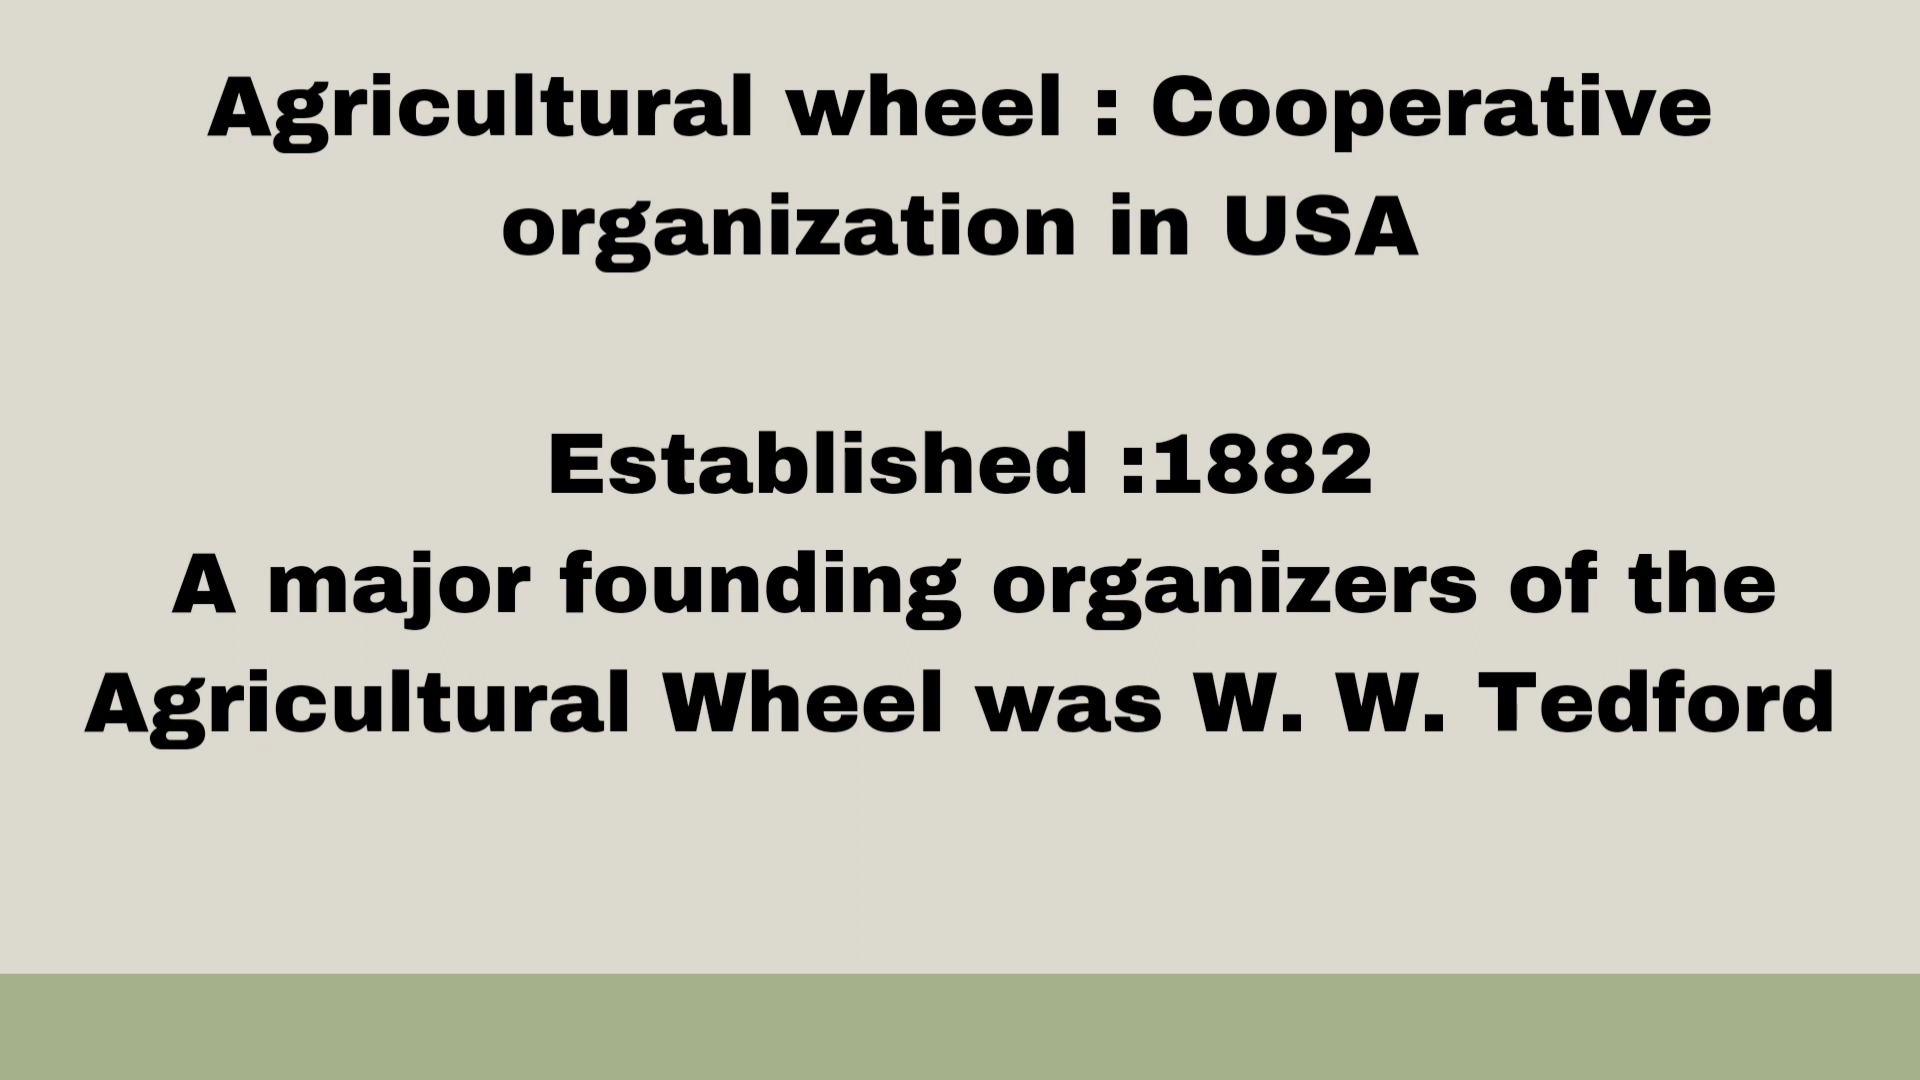 Agricultural wheel : Cooperative
organization in USA
Established :1882
A major founding organizers of the
Agricultural Wheel was W. W. Tedford